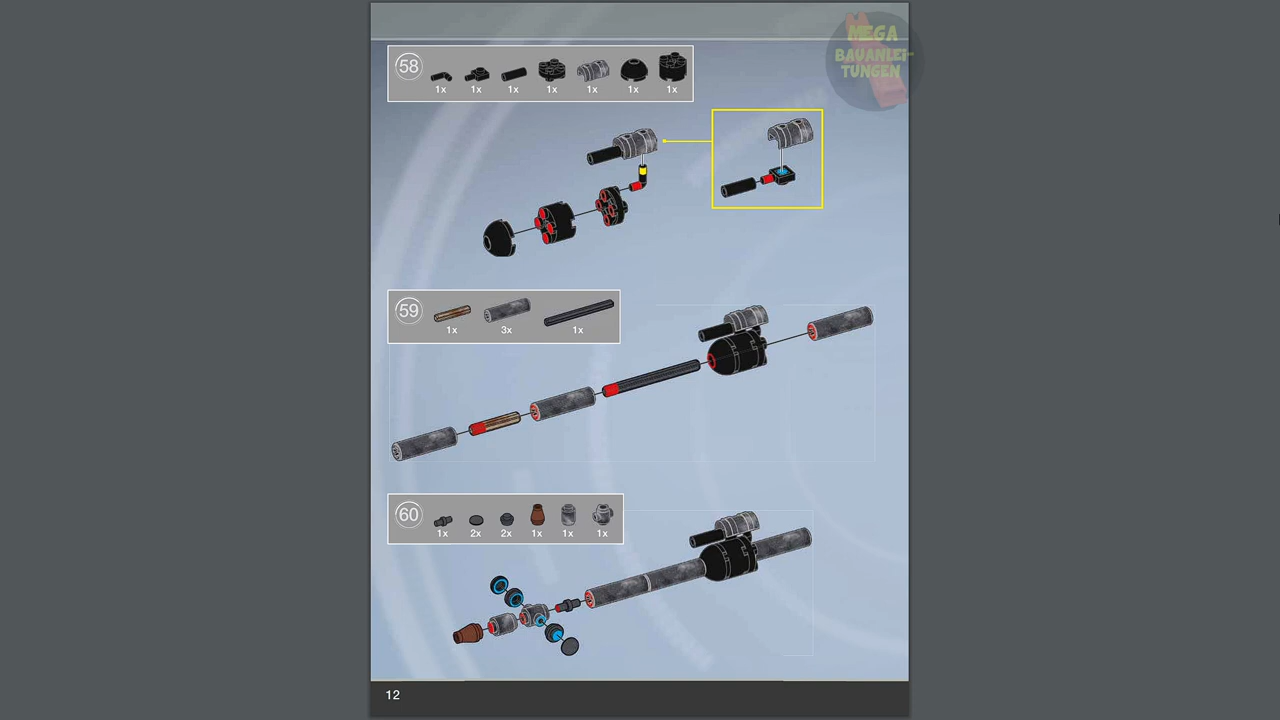 MEGA
BAUANLEI-
TUNGEN
58
1x 1x 1x 1x 1x 1x 1x
59
1x 3x 1x
60
1x 2x 2x 1x 1x 1x
12